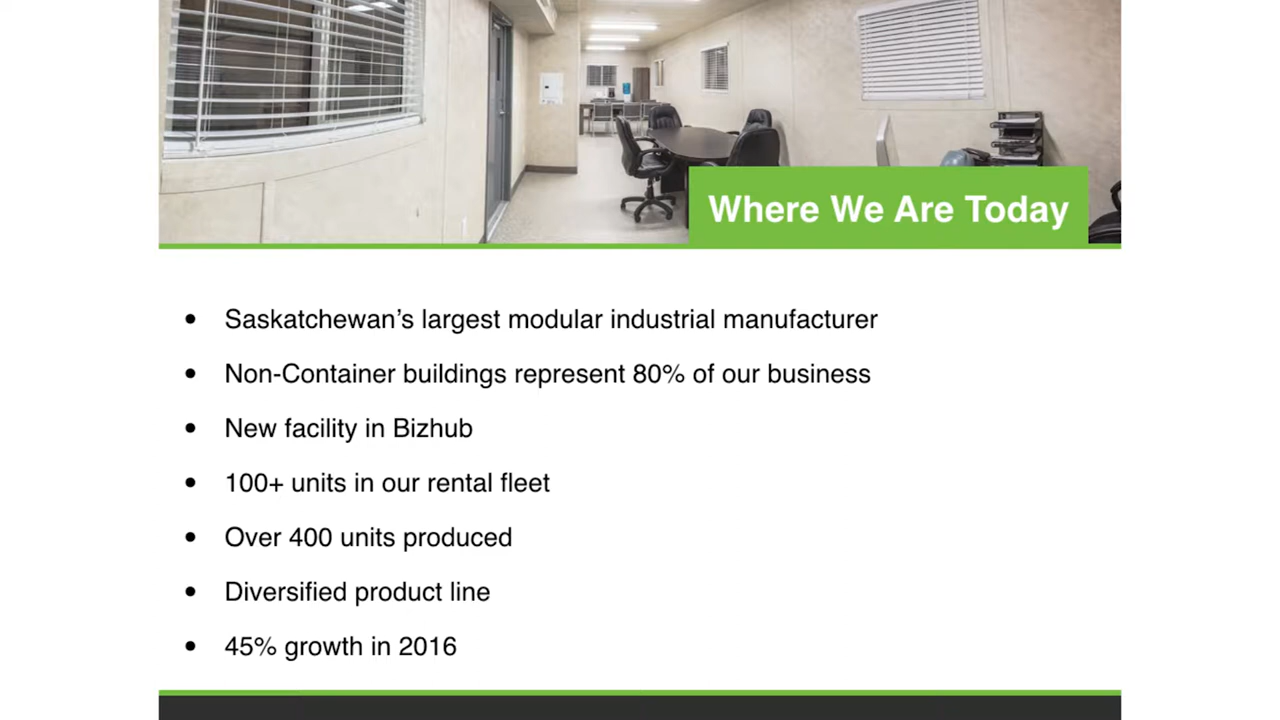 Where We Are Today
• Saskatchewan’s largest modular industrial manufacturer
• Non-Container buildings represent 80% of our business
• New facility in Bizhub
• 100+ units in our rental fleet
• Over 400 units produced
• Diversified product line
• 45% growth in 2016